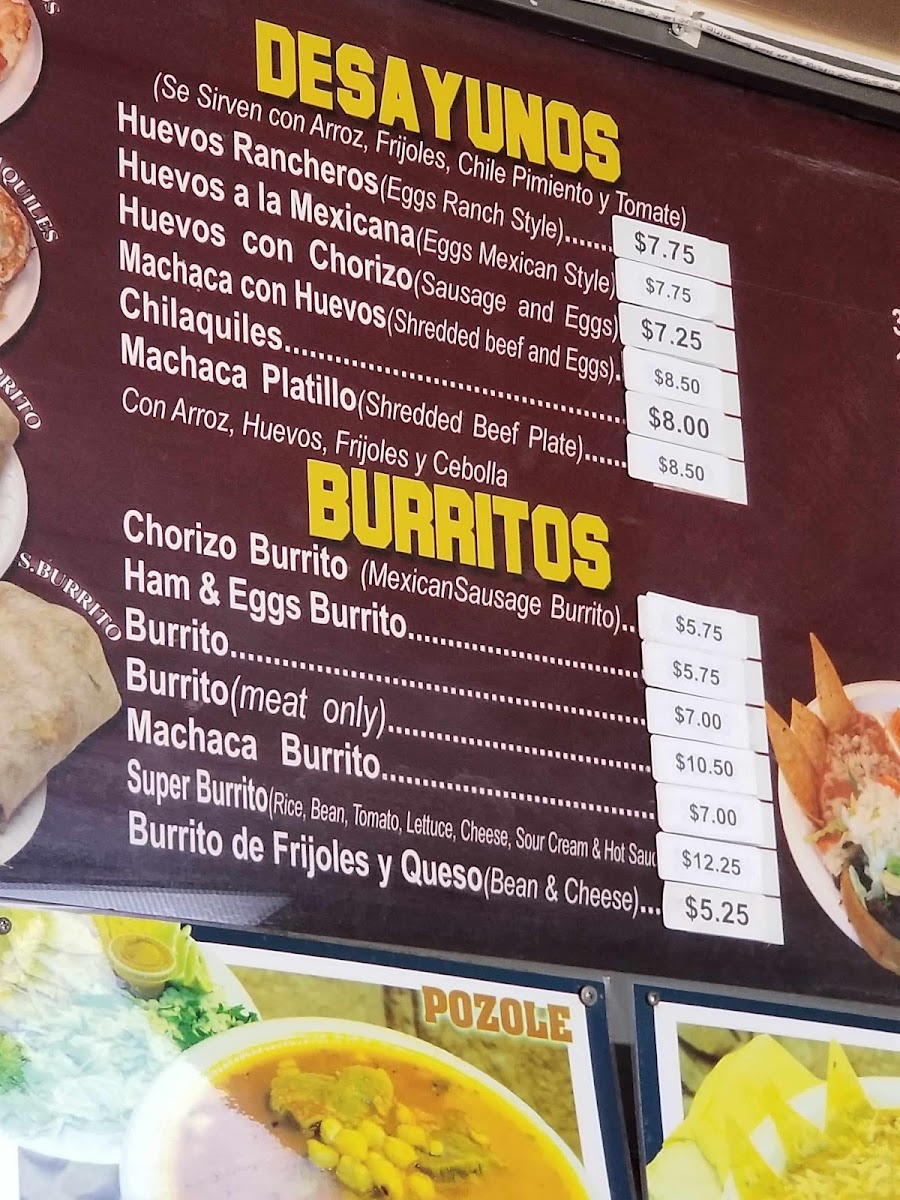 DESAYUNOS
(Se Sirven con Arroz, Frijoles, Chile Pimiento y Tomate)
Huevos Rancheros(Eggs Ranch Style)....... $7.75
Huevos a la Mexicana(Eggs Mexican Style) $7.75
Huevos con Chorizo(Sausage and Eggs) $7.25
Machaca con Huevos(Shredded beef and Eggs). $8.50
Chilaquiles........................................ $8.00
Machaca Platillo(Shredded Beef Plate)...... $8.50
Con Arroz, Huevos, Frijoles y Cebolla
BURRITOS
Chorizo Burrito (MexicanSausage Burrito).. $5.75
Ham & Eggs Burrito........................... $5.75
Burrito................................................ $7.00
Burrito(meat only).............................. $10.50
Machaca Burrito............................... $7.00
Super Burrito(Rice, Bean, Tomato, Lettuce, Cheese, Sour Cream & Hot Sauc $12.25
Burrito de Frijoles y Queso(Bean & Cheese)... $5.25
S.BURRITO
POZOLE